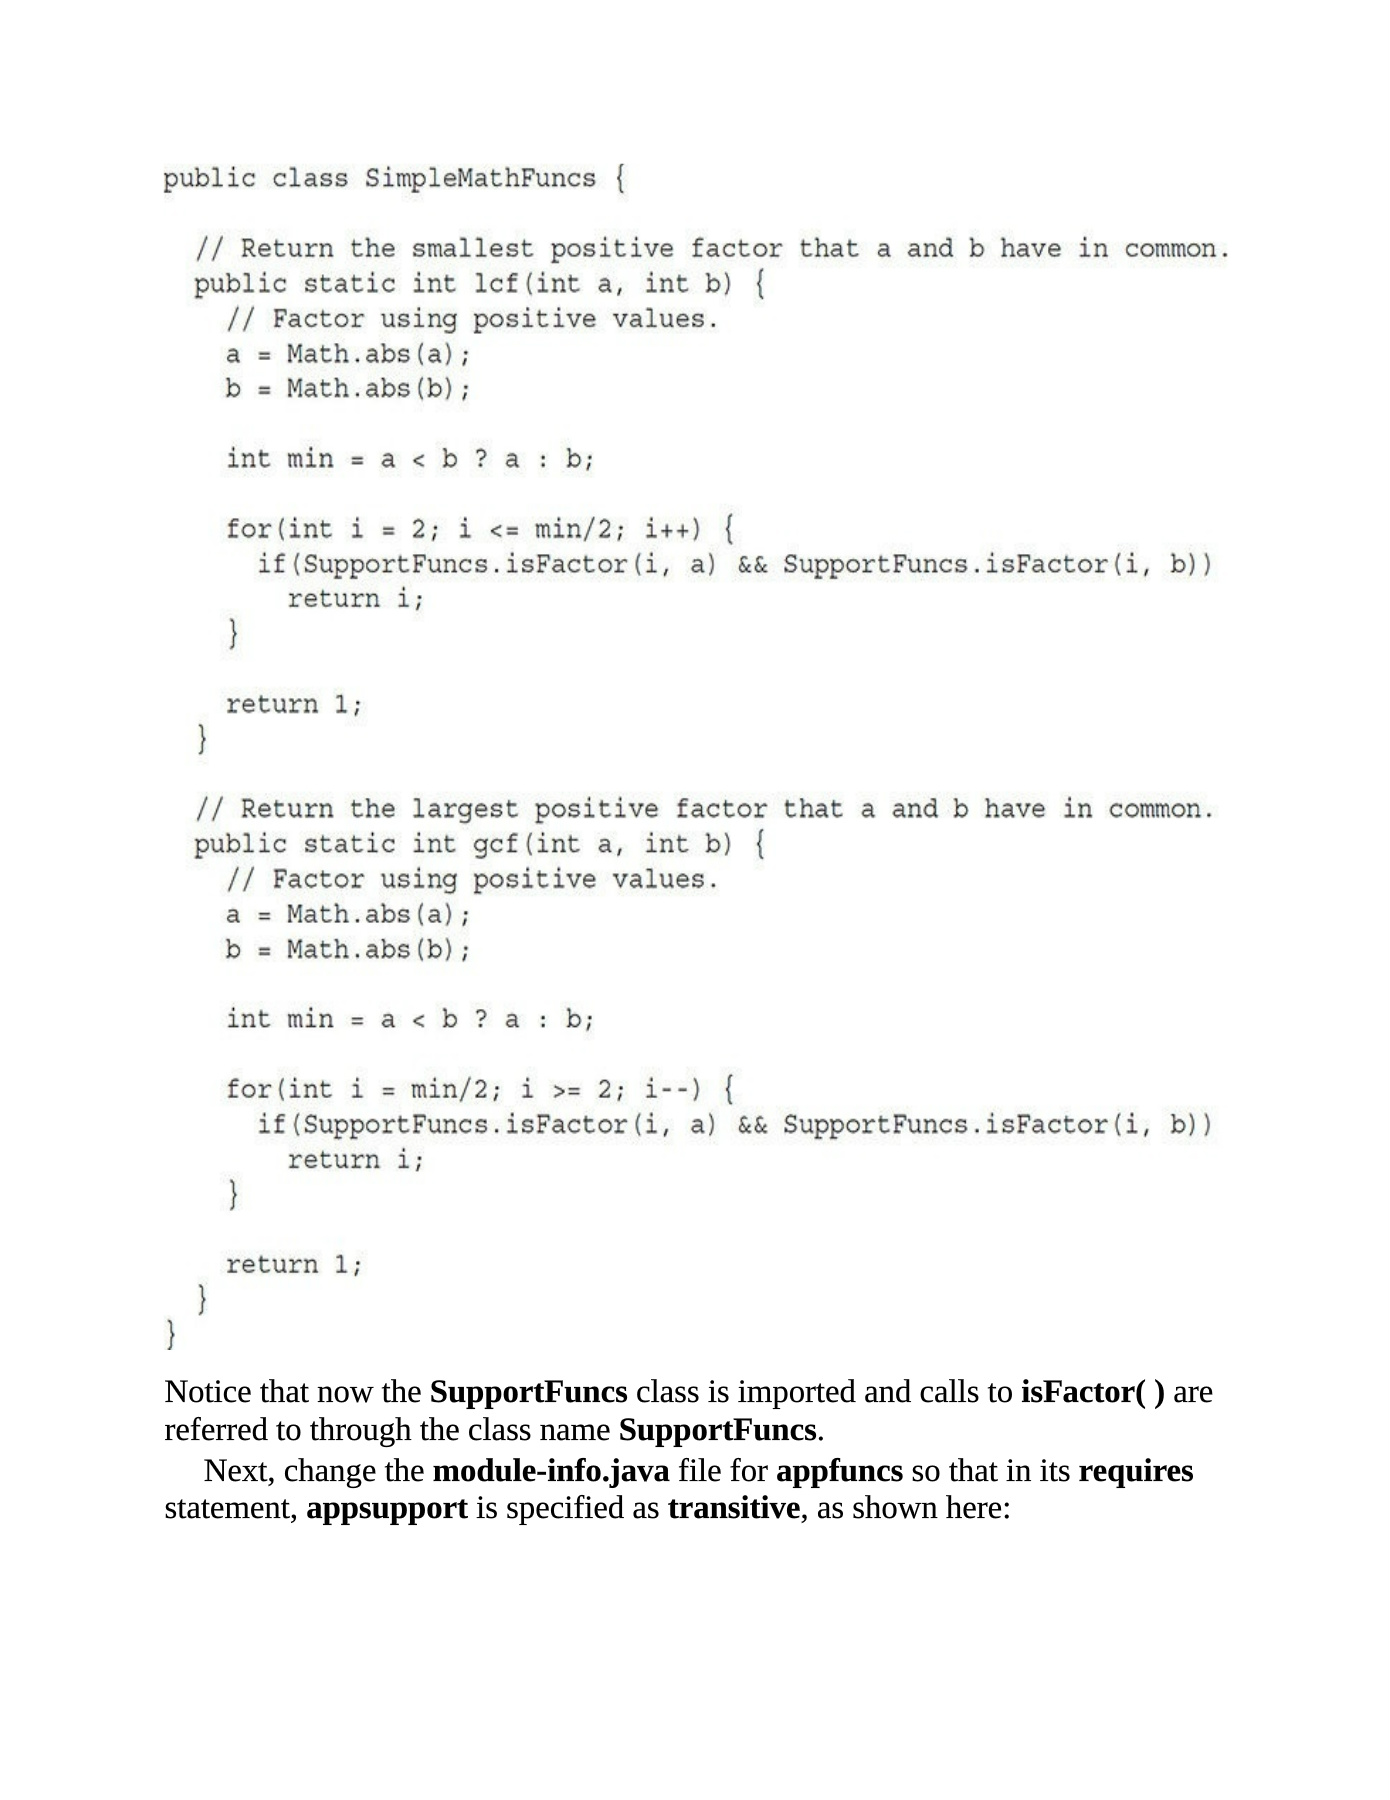 public class SimpleMathFuncs {
// Return the smallest positive factor that a and b have in common.
public static int lcf(int a, int b) {
// Factor using positive values.
a = Math.abs(a);
b = Math.abs(b);
int min = a < b ? a : b;
for(int i = 2; i <= min/2; i++) {
if(SupportFuncs.isFactor(i, a) && SupportFuncs.isFactor(i, b))
return i;
}
return 1;
}
// Return the largest positive factor that a and b have in common.
public static int gcf(int a, int b) {
// Factor using positive values.
a = Math.abs(a);
b = Math.abs(b);
int min = a < b ? a : b;
for(int i = min/2; i >= 2; i--) {
if(SupportFuncs.isFactor(i, a) && SupportFuncs.isFactor(i, b))
return i;
}
return 1;
}
}
Notice that now the SupportFuncs class is imported and calls to isFactor( ) are
referred to through the class name SupportFuncs.
Next, change the module-info.java file for appfuncs so that in its requires
statement, appsupport is specified as transitive, as shown here: